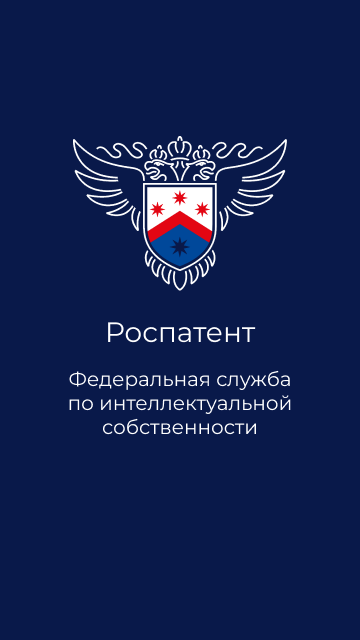 Роспатент
Федеральная служба
по интеллектуальной
собственности